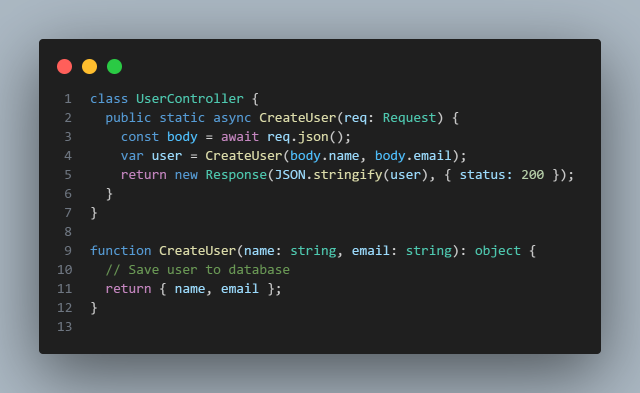 1 class UserController {
2   public static async CreateUser(req: Request) {
3     const body = await req.json();
4     var user = CreateUser(body.name, body.email);
5     return new Response(JSON.stringify(user), { status: 200 });
6   }
7 }
8
9 function CreateUser(name: string, email: string): object {
10   // Save user to database
11   return { name, email };
12 }
13